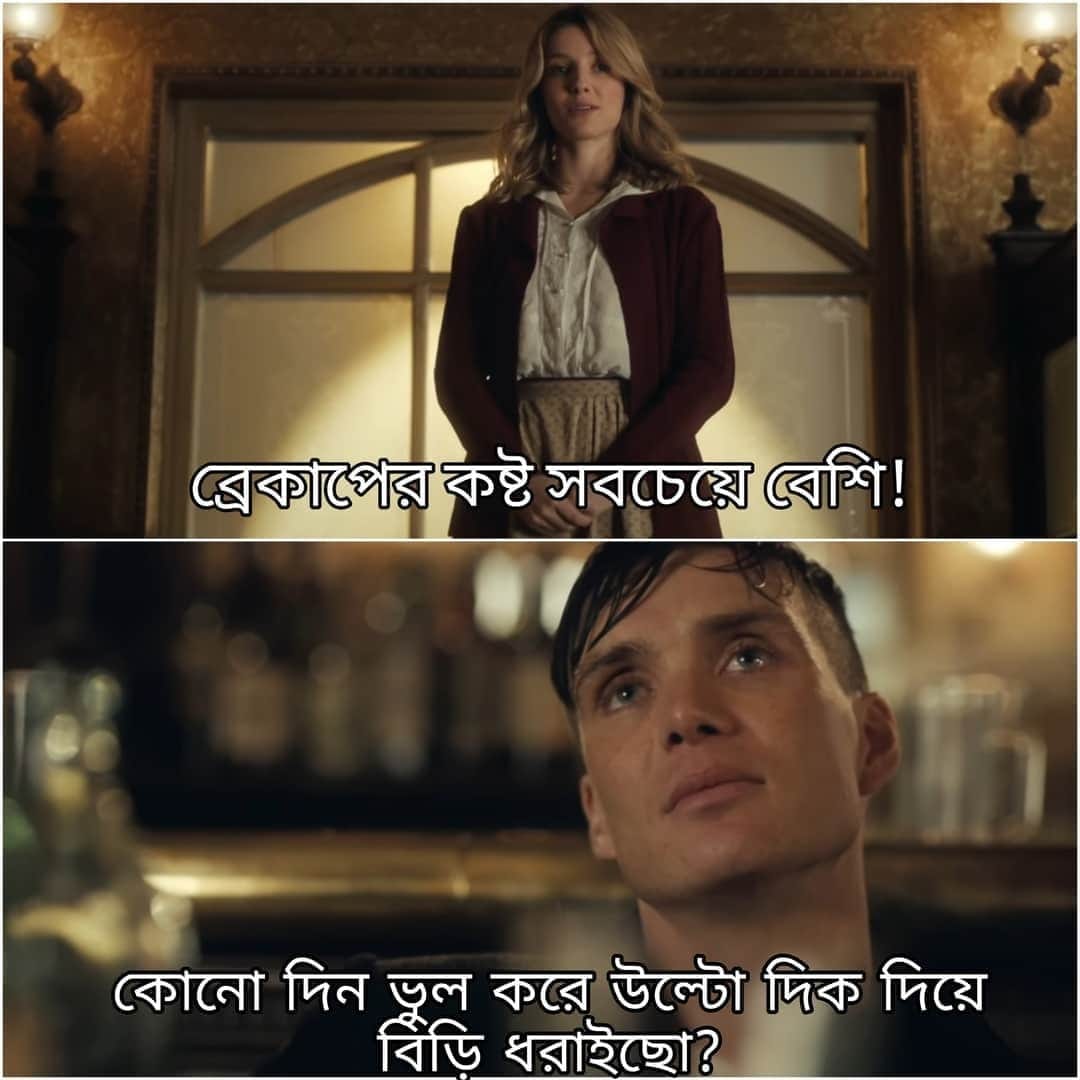 ব্রেকাপের কষ্ট সবচেয়ে বেশি!
কোনো দিন ভুল করে উল্টো দিক দিয়ে
বিড়ি ধরাইছো?